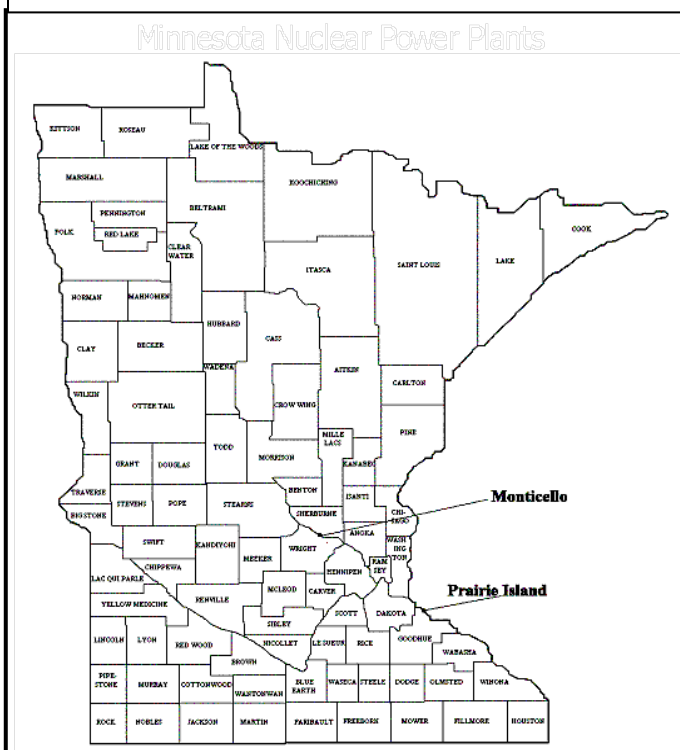 Minnesota Nuclear Power Plants
KITTSON
ROSEAU
LAKE OF THE WOODS
MARSHALL
KOOCHICHING
BELTRAMI
PENNINGTON
POLK
RED LAKE
CLEAR
WATER
COOK
LAKE
SAINT LOUIS
ITASCA
NORMAN
MAHNOMEN
HUBBARD
CASS
CLAY
BECKER
WADENA
AITKIN
CARLTON
WILKIN
OTTER TAIL
CROW WING
PINE
MILLE
LACS
TODD
MORRISON
KANABEC
GRANT
DOUGLAS
TRAVERSE
BENTON
ISANTI
Monticello
STEVENS
POPE
STEARNS
SHERBURNE
CHI-
SAGO
BIGSTONE
ANOKA
SWIFT
KANDIYOHI
WRIGHT
WASH
ING
TON
MEEKER
CHIPPEWA
HENNIPEN
RAM
SEY
LAC QUI PARLE
MCLEOD
CARVER
Prairie Island
RENVILLE
YELLOW MEDICINE
SCOTT
DAKOTA
SIBLEY
LINCOLN
LYON
RED WOOD
NICOLLET
LE SUEUR
RICE
GOODHUE
WABASHA
BROWN
PIPE-
STONE
MURRAY
COTTONWOOD
WANTONWAN
BLUE
EARTH
WASECA
STEELE
DODGE
OLMSTED
WINONA
ROCK
NOBLES
JACKSON
MARTIN
FARIBAULT
FREEBORN
MOWER
FILLMORE
HOUSTON